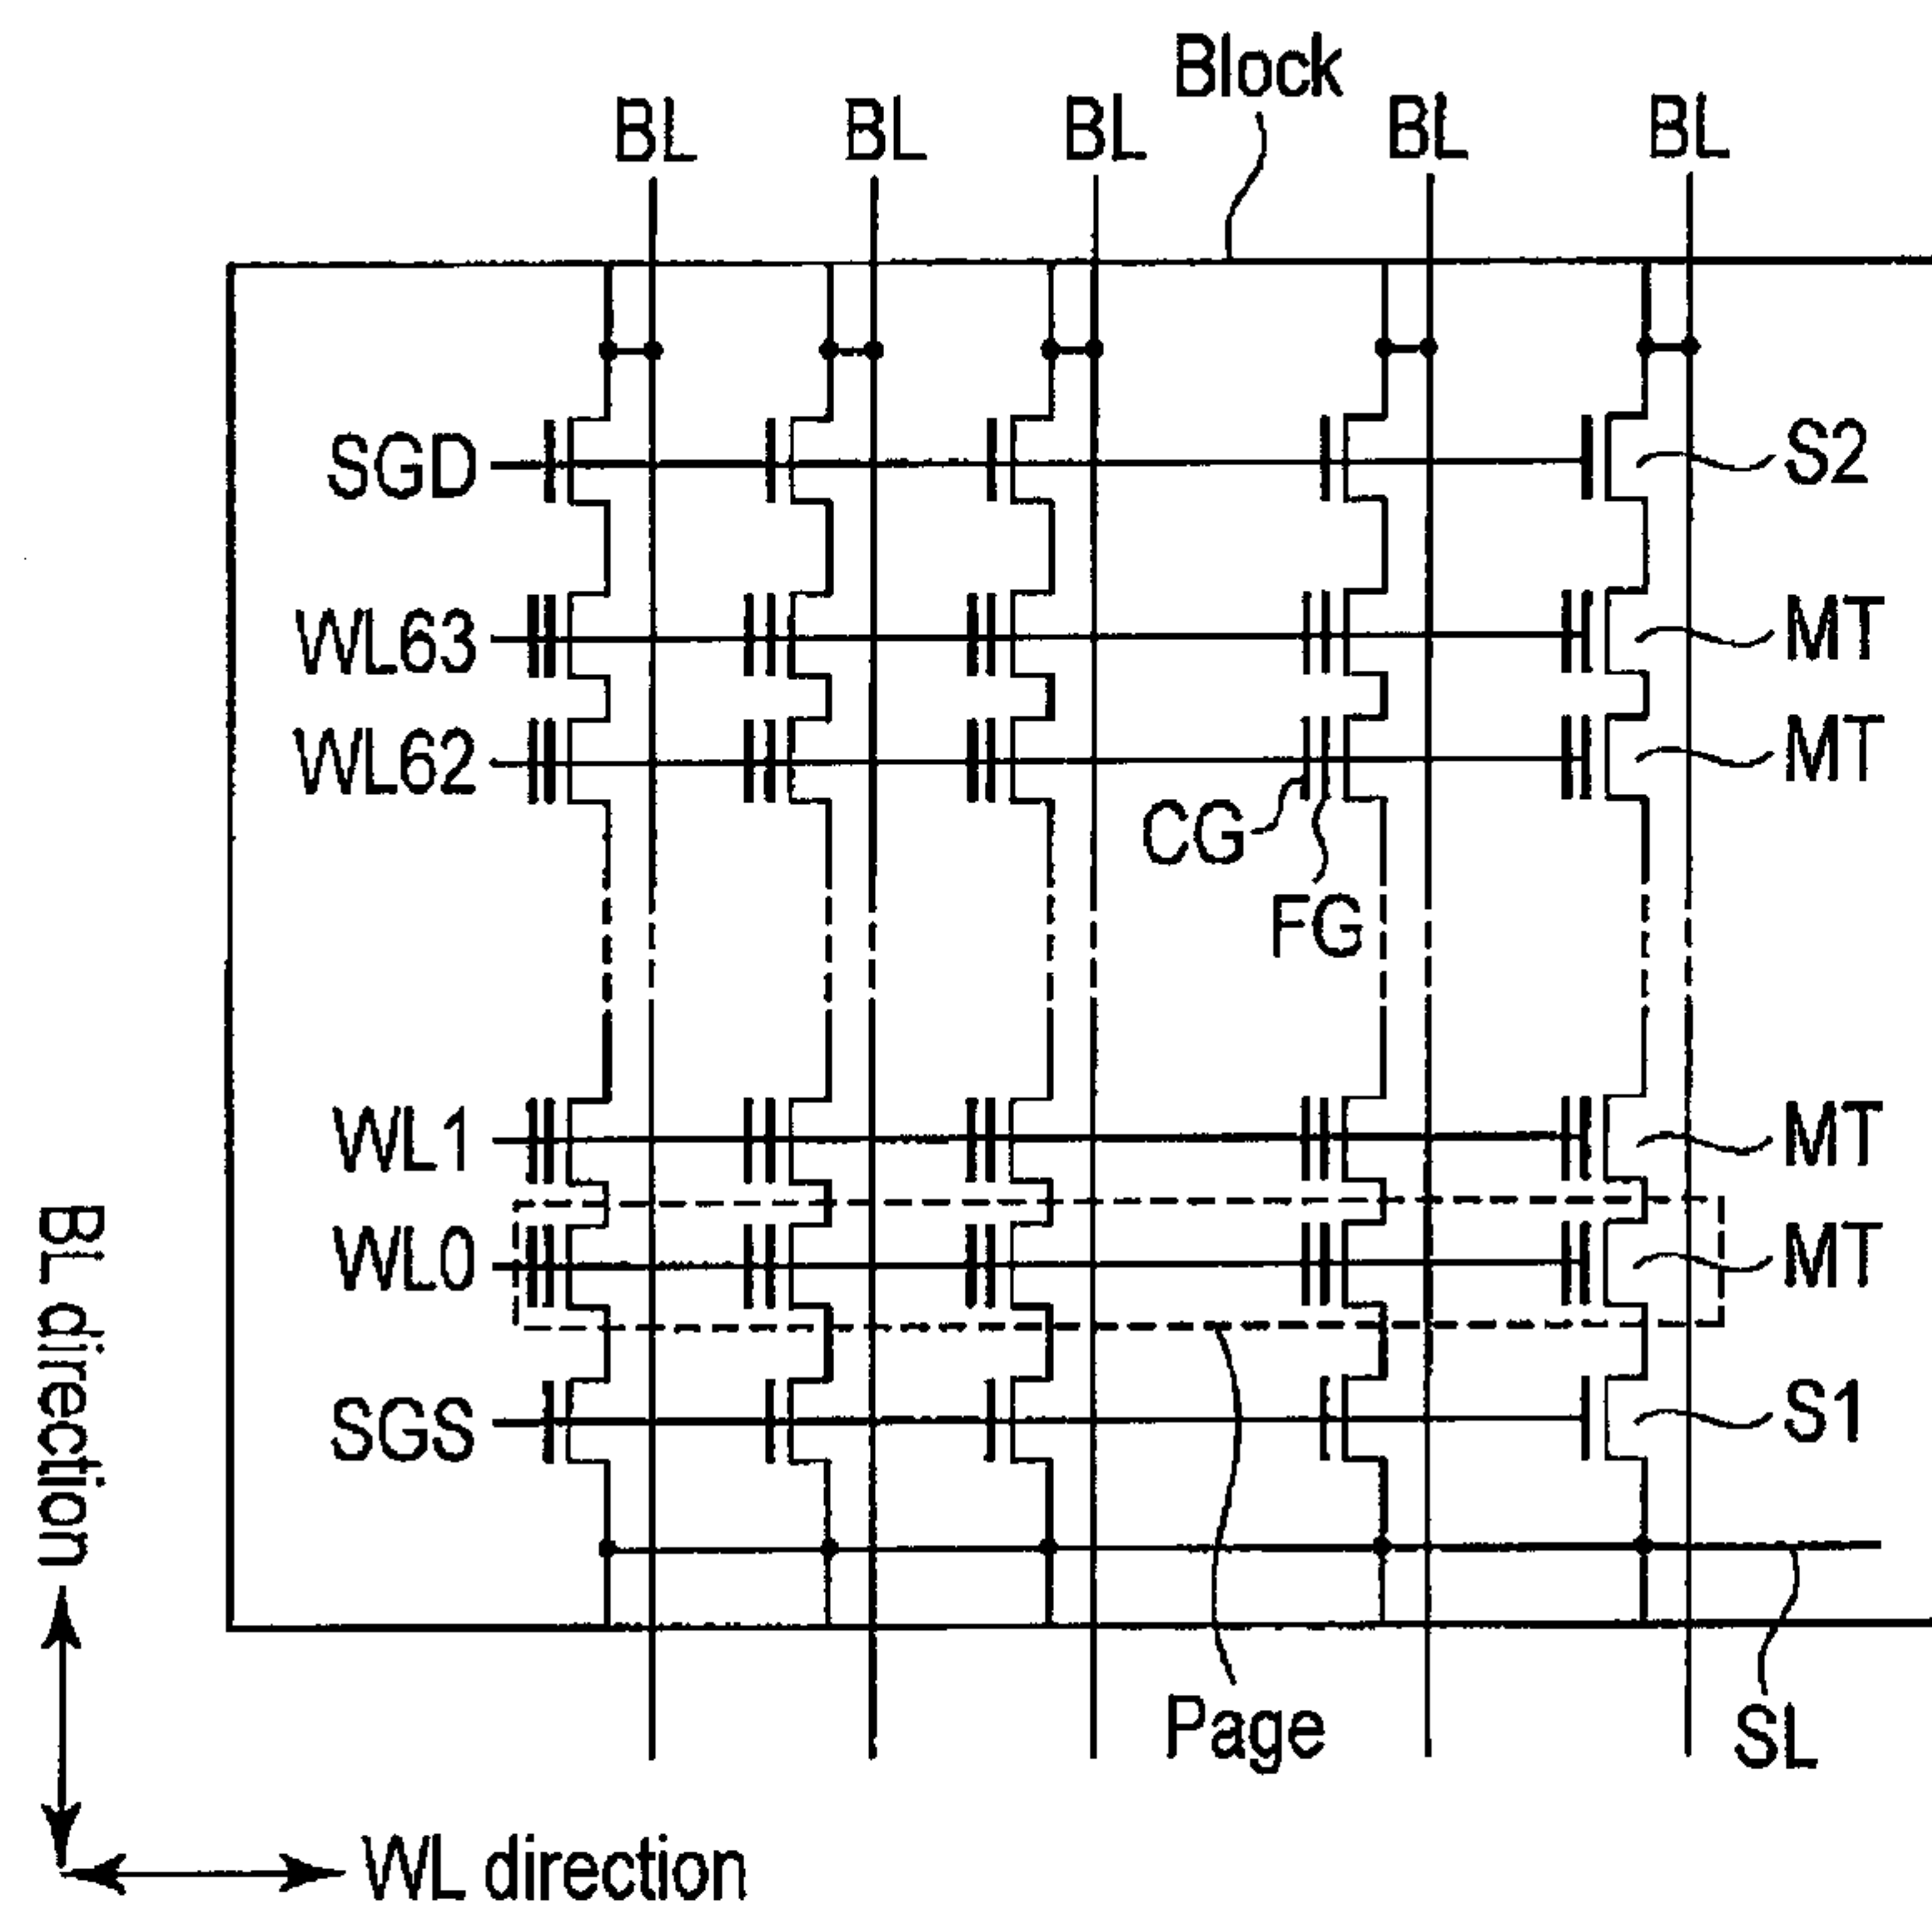 Block
BL BL BL BL BL
SGD S2
WL63 MT
WL62 MT
CG
FG
WL1 MT
WL0 MT
SGS S1
Page
SL
BL direction
WL direction